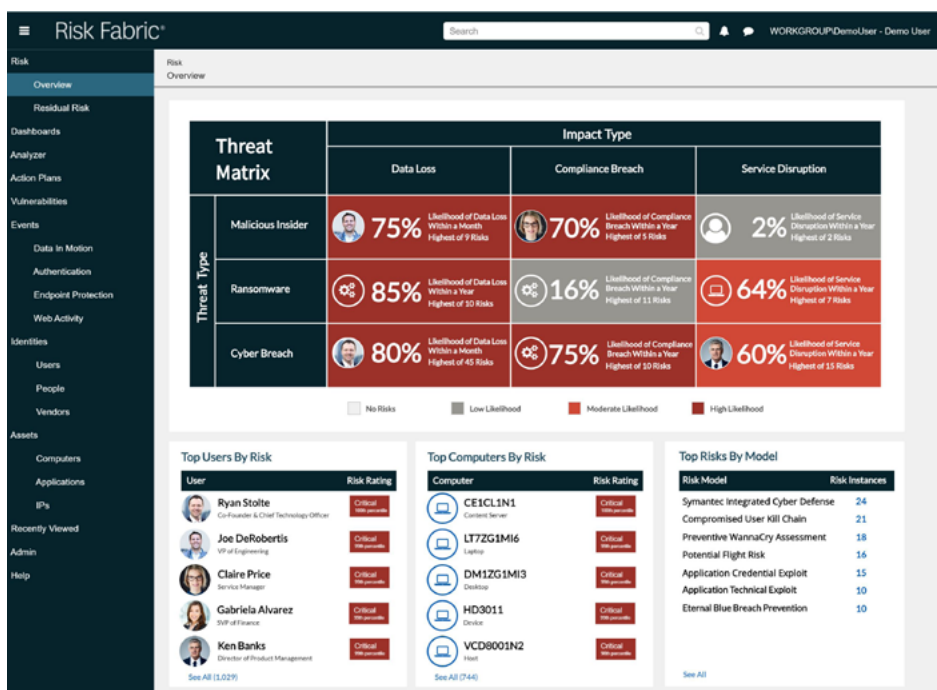 Risk Fabric®
Search
WORKGROUP\DemoUser - Demo User
Risk
Overview
Residual Risk
Dashboards
Analyzer
Action Plans
Vulnerabilities
Events
Data In Motion
Authentication
Endpoint Protection
Web Activity
Identities
Users
People
Vendors
Assets
Computers
Applications
IPs
Recently Viewed
Admin
Help
Risk
Overview
Threat
Matrix
Impact Type
Data Loss
Compliance Breach
Service Disruption
Threat Type
Malicious Insider
75%
Likelihood of Data Loss
Within a Month
Highest of 9 Risks
70%
Likelihood of Compliance
Breach Within a Year
Highest of 5 Risks
2%
Likelihood of Service
Disruption Within a Year
Highest of 2 Risks
Ransomware
85%
Likelihood of Data Loss
Within a Year
Highest of 10 Risks
16%
Likelihood of Compliance
Breach Within a Year
Highest of 11 Risks
64%
Likelihood of Service
Disruption Within a Year
Highest of 7 Risks
Cyber Breach
80%
Likelihood of Data Loss
Within a Month
Highest of 45 Risks
75%
Likelihood of Compliance
Breach Within a Year
Highest of 10 Risks
60%
Likelihood of Service
Disruption Within a Year
Highest of 15 Risks
No Risks
Low Likelihood
Moderate Likelihood
High Likelihood
Top Users By Risk
User Risk Rating
Ryan Stolte
Co-Founder & Chief Technology Officer
Critical
Joe DeRobertis
VP of Engineering
Critical
Claire Price
Service Manager
Critical
Gabriela Alvarez
SVP of Finance
Critical
Ken Banks
Director of Product Management
Critical
See All (1,029)
Top Computers By Risk
Computer Risk Rating
CE1CL1N1
Content Server
Critical
LT7ZG1MI6
Laptop
Critical
DM1ZG1MI3
Desktop
Critical
HD3011
Device
Critical
VCD8001N2
Host
Critical
See All (744)
Top Risks By Model
Risk Model Risk Instances
Symantec Integrated Cyber Defense 24
Compromised User Kill Chain 21
Preventive WannaCry Assessment 18
Potential Flight Risk 16
Application Credential Exploit 15
Application Technical Exploit 10
Eternal Blue Breach Prevention 10
See All